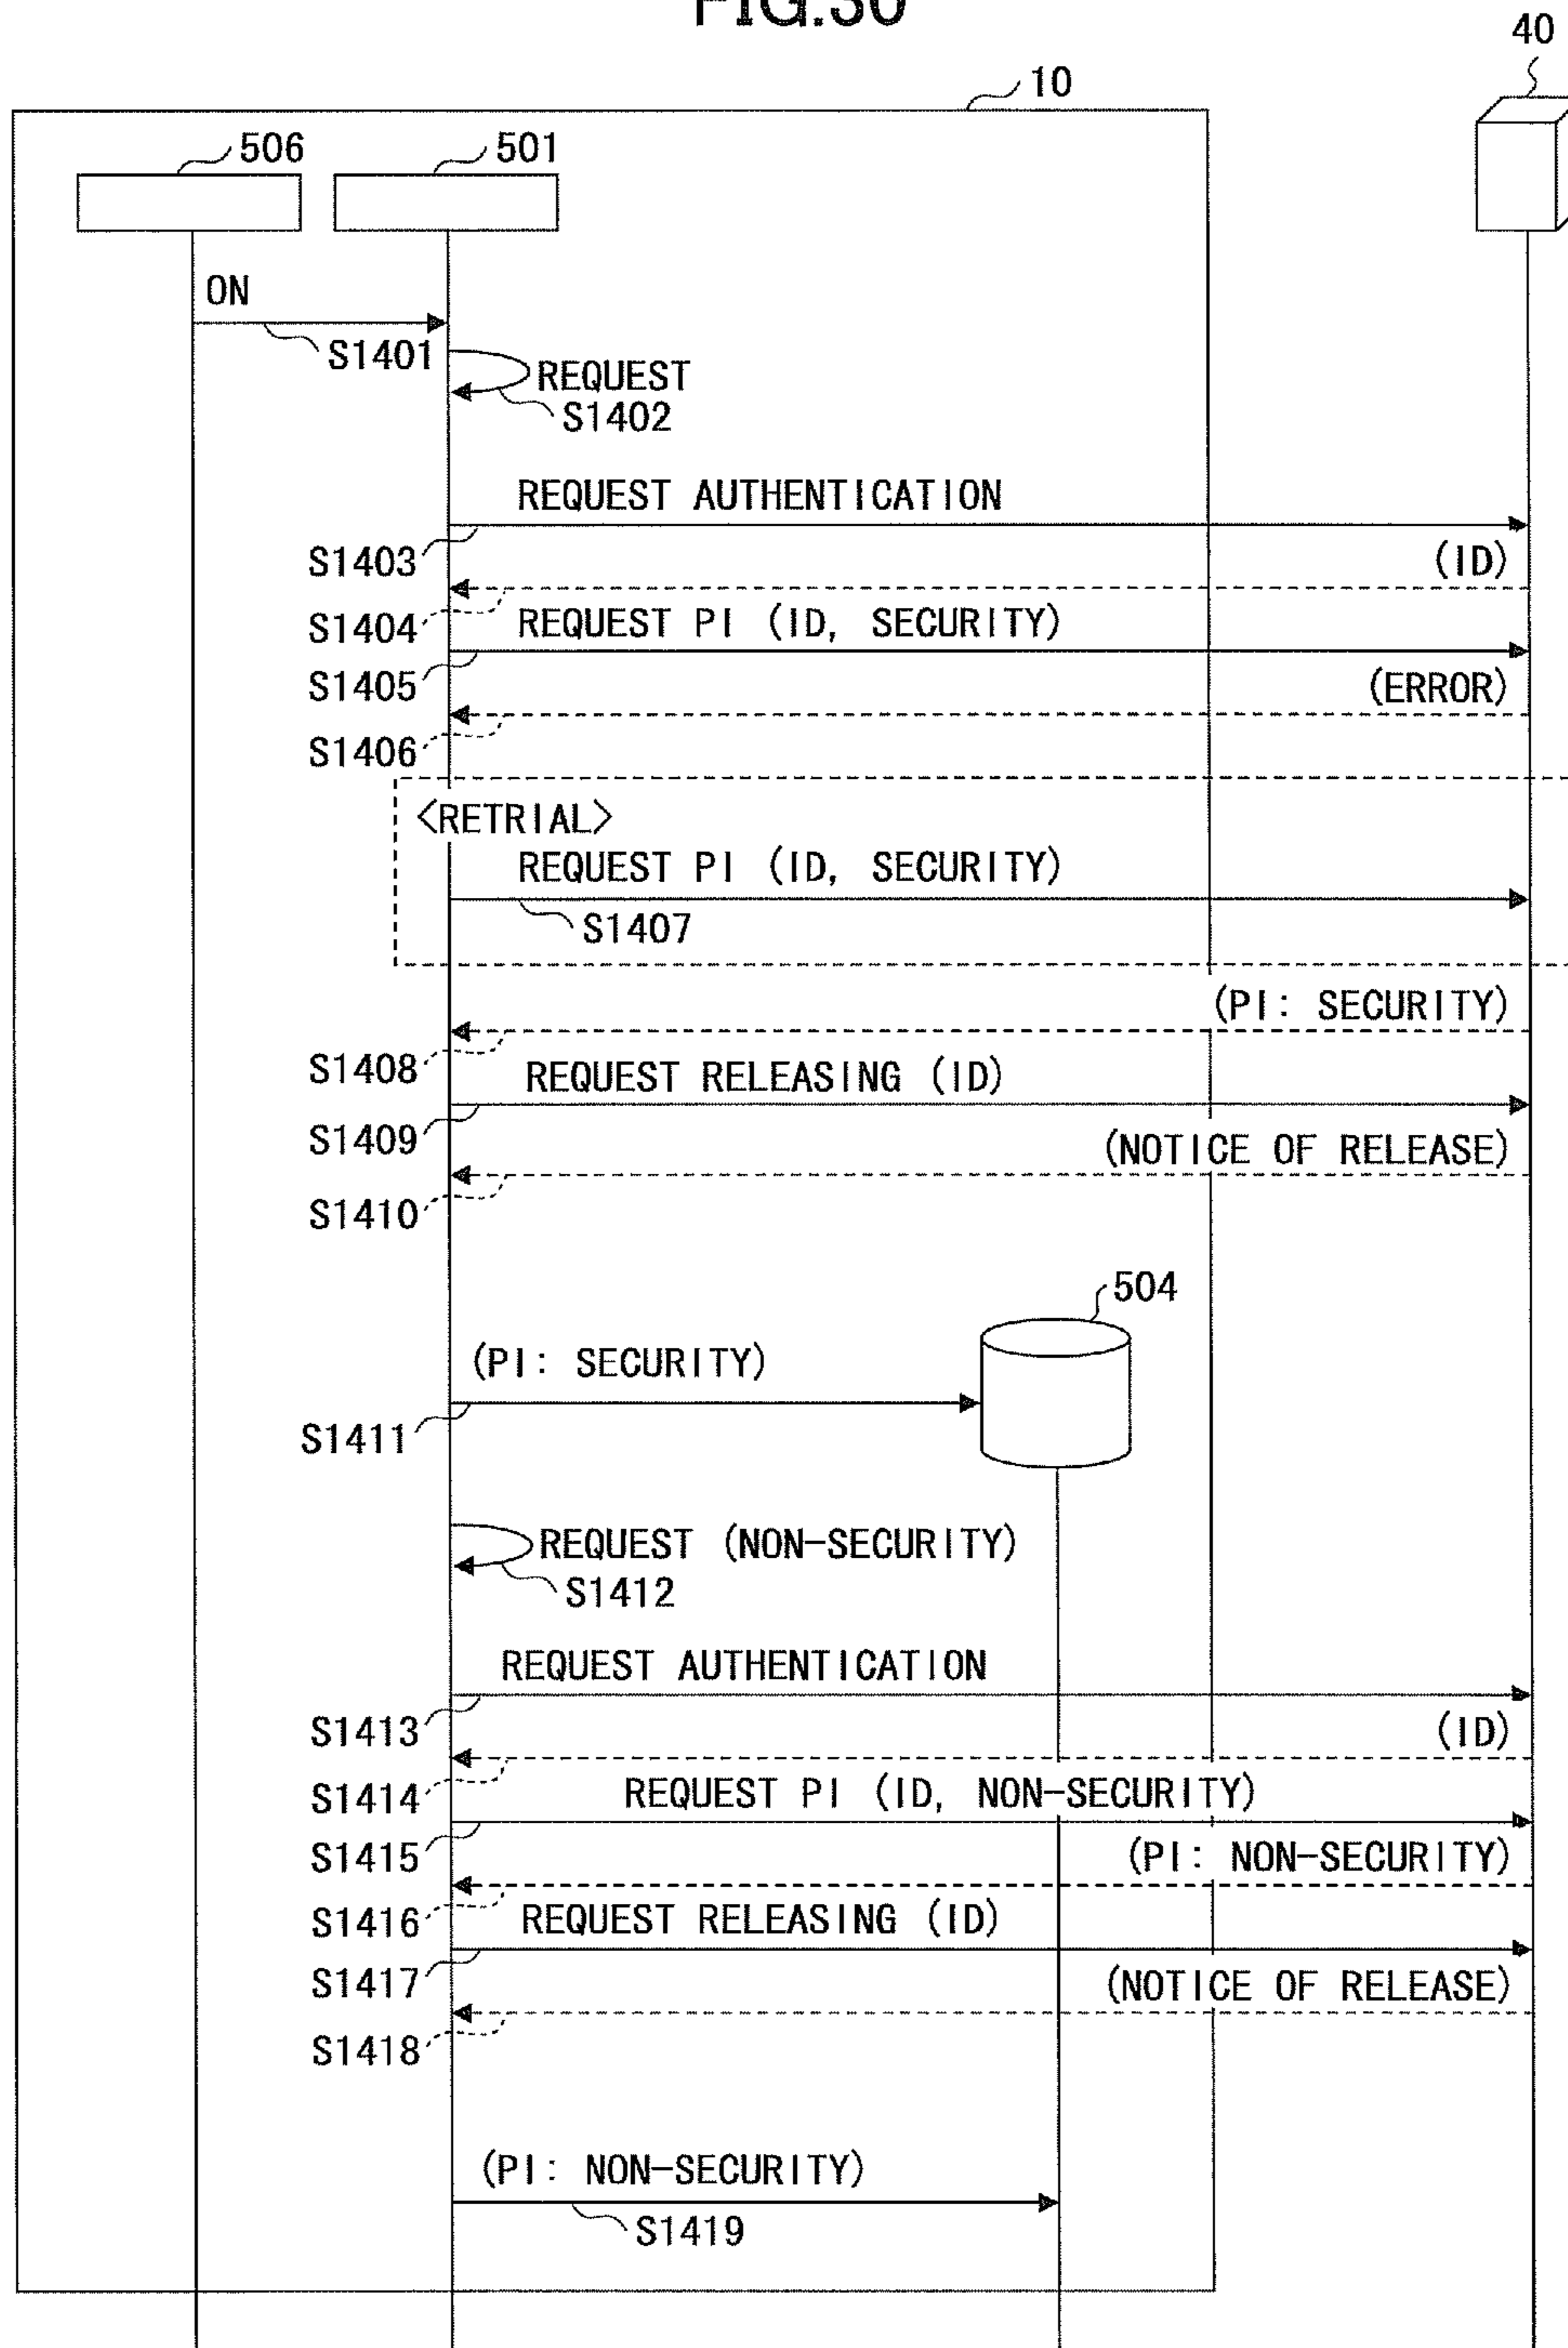 FIG.30
40
10
506
501
ON
S1401
REQUEST
S1402
REQUEST AUTHENTICATION
S1403
(ID)
S1404
REQUEST PI (ID, SECURITY)
S1405
(ERROR)
S1406
<RETRIAL>
REQUEST PI (ID, SECURITY)
S1407
(PI: SECURITY)
S1408
REQUEST RELEASING (ID)
S1409
(NOTICE OF RELEASE)
S1410
504
(PI: SECURITY)
S1411
REQUEST (NON-SECURITY)
S1412
REQUEST AUTHENTICATION
S1413
(ID)
S1414
REQUEST PI (ID, NON-SECURITY)
S1415
(PI: NON-SECURITY)
S1416
REQUEST RELEASING (ID)
S1417
(NOTICE OF RELEASE)
S1418
(PI: NON-SECURITY)
S1419